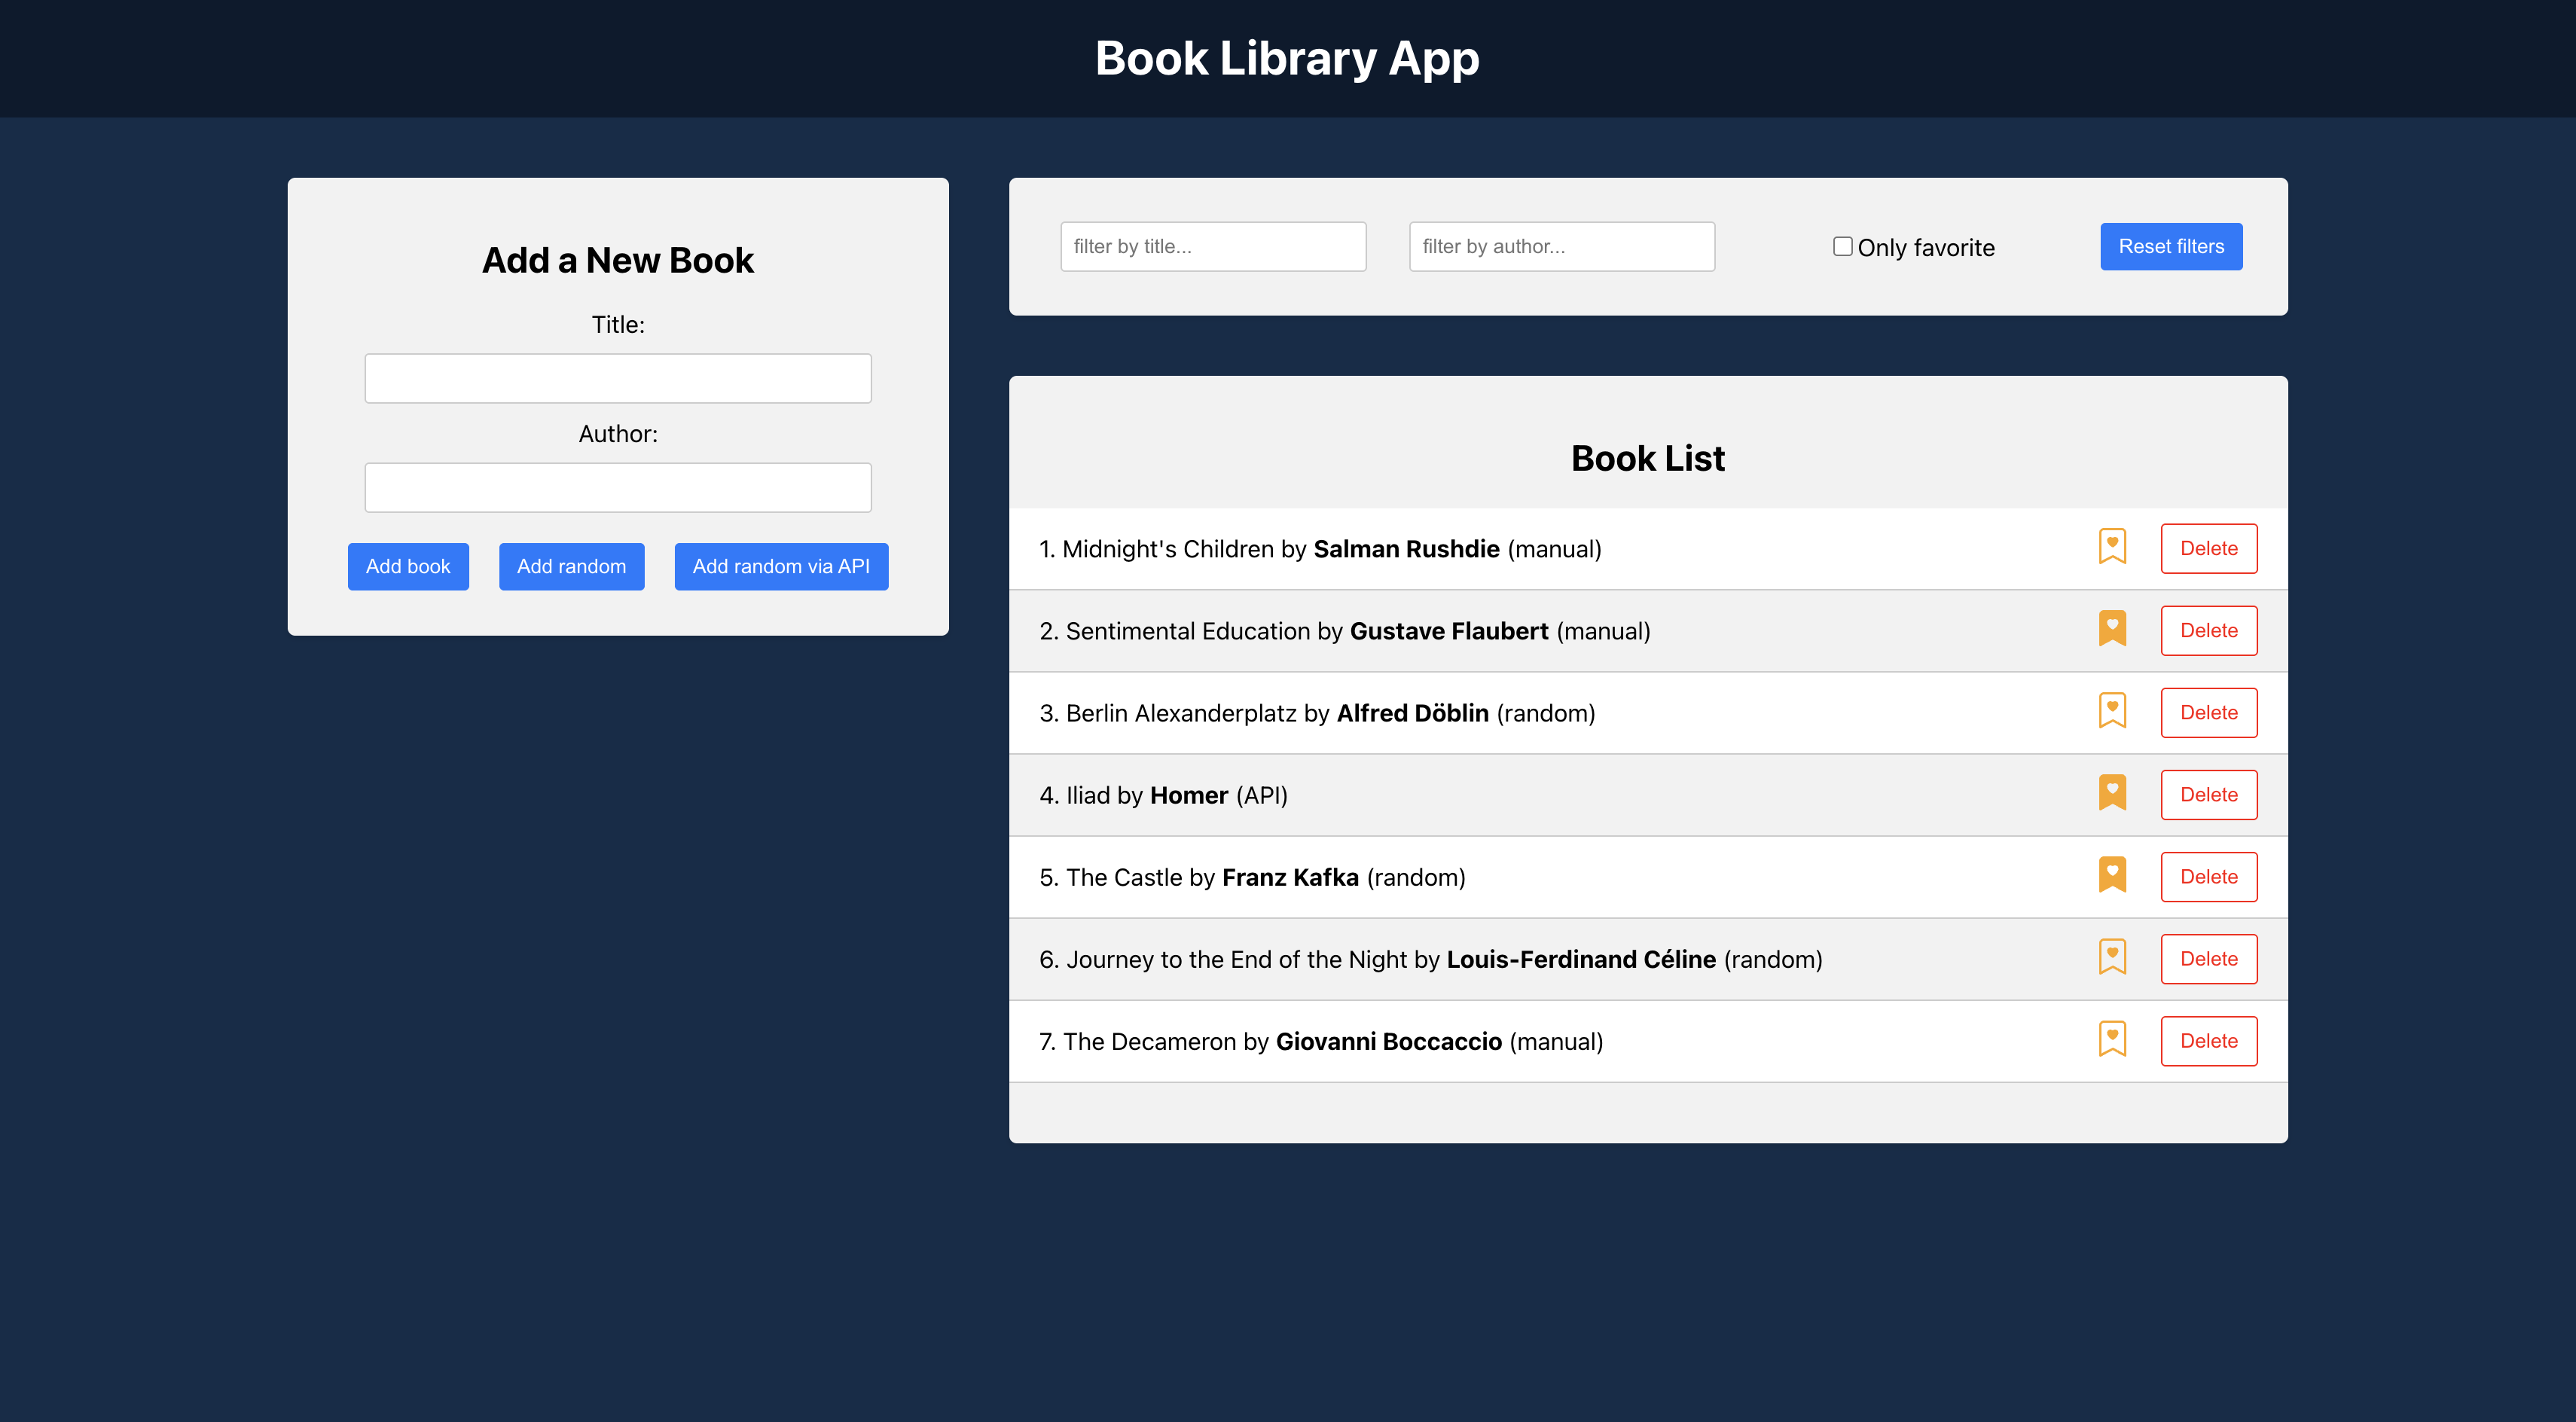 Book Library App
Add a New Book
Title:
Author:
Add book Add random Add random via API
filter by title... filter by author... Only favorite Reset filters
Book List
1. Midnight's Children by Salman Rushdie (manual) Delete
2. Sentimental Education by Gustave Flaubert (manual) Delete
3. Berlin Alexanderplatz by Alfred Döblin (random) Delete
4. Iliad by Homer (API) Delete
5. The Castle by Franz Kafka (random) Delete
6. Journey to the End of the Night by Louis-Ferdinand Céline (random) Delete
7. The Decameron by Giovanni Boccaccio (manual) Delete